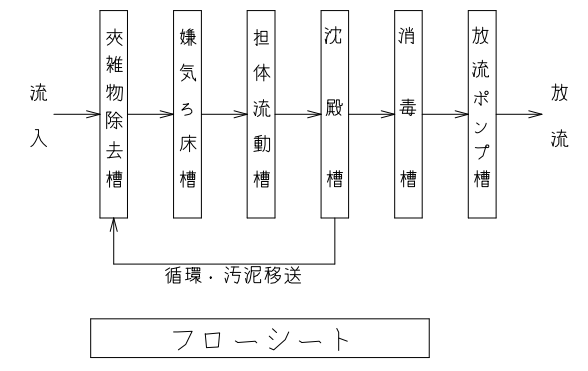 流入
夾雑物除去槽
嫌気ろ床槽
担体流動槽
沈殿槽
消毒槽
放流ポンプ槽
放流
循環・汚泥移送
フローシート